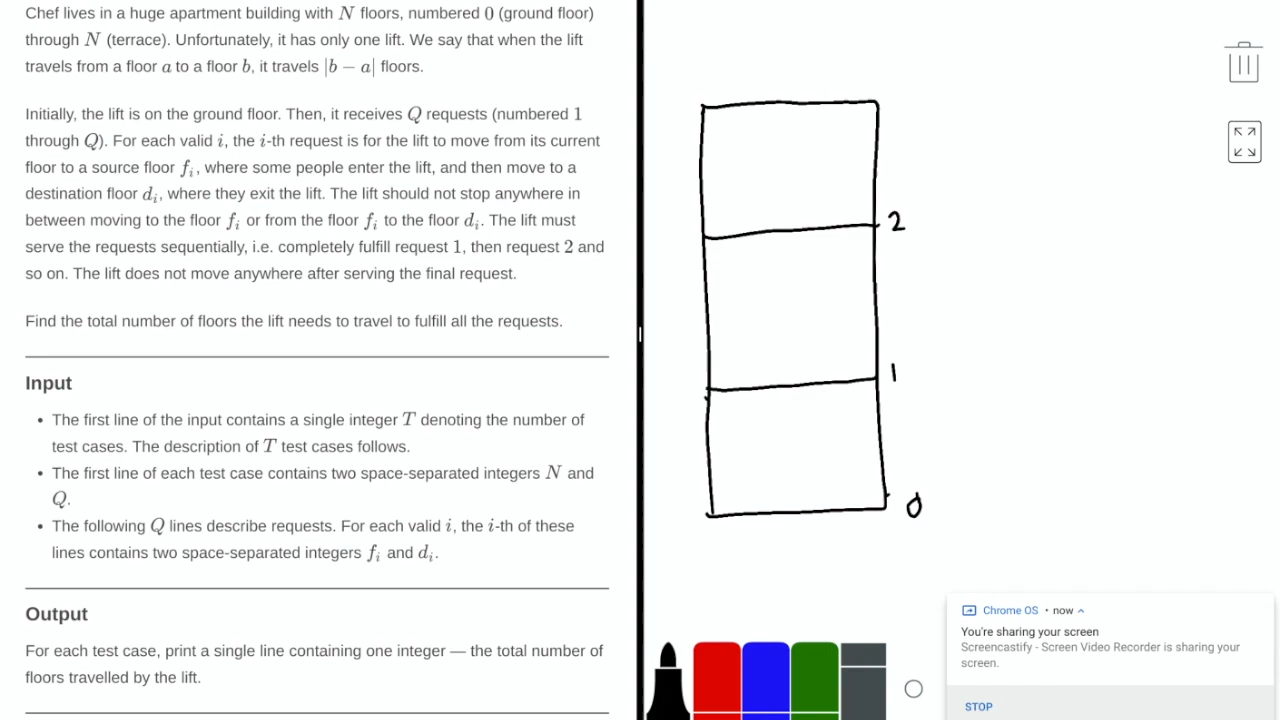 Chef lives in a huge apartment building with N floors, numbered 0 (ground floor)
through N (terrace). Unfortunately, it has only one lift. We say that when the lift
travels from a floor a to a floor b, it travels |b − a| floors.
Initially, the lift is on the ground floor. Then, it receives Q requests (numbered 1
through Q). For each valid i, the i-th request is for the lift to move from its current
floor to a source floor fᵢ, where some people enter the lift, and then move to a
destination floor dᵢ, where they exit the lift. The lift should not stop anywhere in
between moving to the floor fᵢ or from the floor fᵢ to the floor dᵢ. The lift must
serve the requests sequentially, i.e. completely fulfill request 1, then request 2 and
so on. The lift does not move anywhere after serving the final request.
Find the total number of floors the lift needs to travel to fulfill all the requests.
Input
• The first line of the input contains a single integer T denoting the number of
test cases. The description of T test cases follows.
• The first line of each test case contains two space-separated integers N and
Q.
• The following Q lines describe requests. For each valid i, the i-th of these
lines contains two space-separated integers fᵢ and dᵢ.
Output
For each test case, print a single line containing one integer — the total number of
floors travelled by the lift.
2
1
0
Chrome OS • now
You're sharing your screen
Screencastify - Screen Video Recorder is sharing your
screen.
STOP